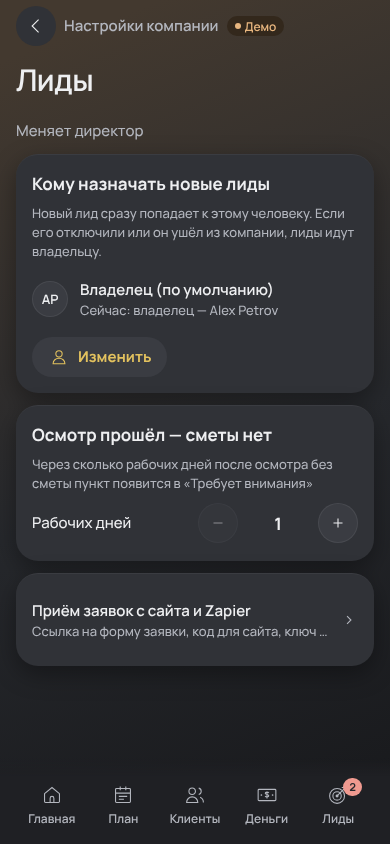 Настройки компании
Демо
Лиды
Меняет директор
Кому назначать новые лиды
Новый лид сразу попадает к этому человеку. Если
его отключили или он ушёл из компании, лиды идут
владельцу.
AP
Владелец (по умолчанию)
Сейчас: владелец — Alex Petrov
Изменить
Осмотр прошёл — сметы нет
Через сколько рабочих дней после осмотра без
сметы пункт появится в «Требует внимания»
Рабочих дней
− 1 +
Приём заявок с сайта и Zapier
Ссылка на форму заявки, код для сайта, ключ ...
2
Главная План Клиенты Деньги Лиды